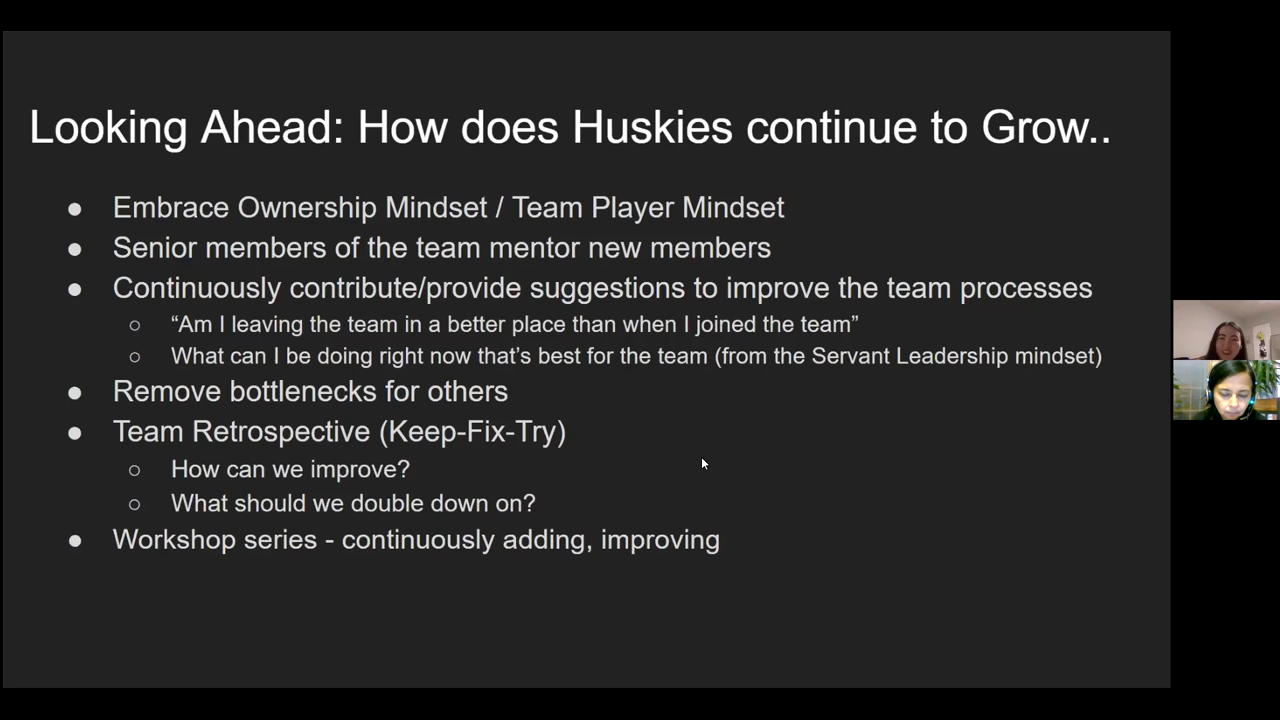 Looking Ahead: How does Huskies continue to Grow..
● Embrace Ownership Mindset / Team Player Mindset
● Senior members of the team mentor new members
● Continuously contribute/provide suggestions to improve the team processes
○ “Am I leaving the team in a better place than when I joined the team”
○ What can I be doing right now that’s best for the team (from the Servant Leadership mindset)
● Remove bottlenecks for others
● Team Retrospective (Keep-Fix-Try)
○ How can we improve?
○ What should we double down on?
● Workshop series - continuously adding, improving